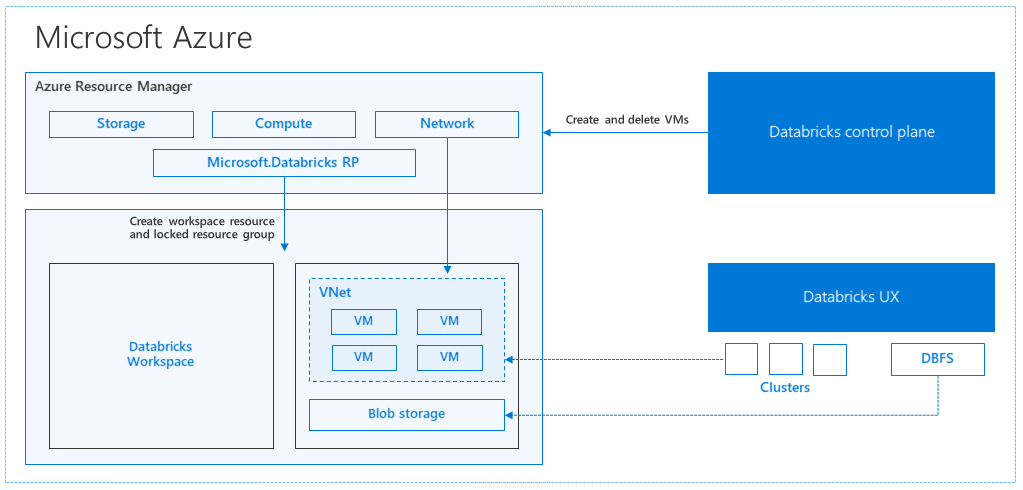 Microsoft Azure
Azure Resource Manager
Storage
Compute
Network
Microsoft.Databricks RP
Create and delete VMs
Databricks control plane
Create workspace resource
and locked resource group
Databricks
Workspace
VNet
VM
VM
VM
VM
Blob storage
Databricks UX
Clusters
DBFS